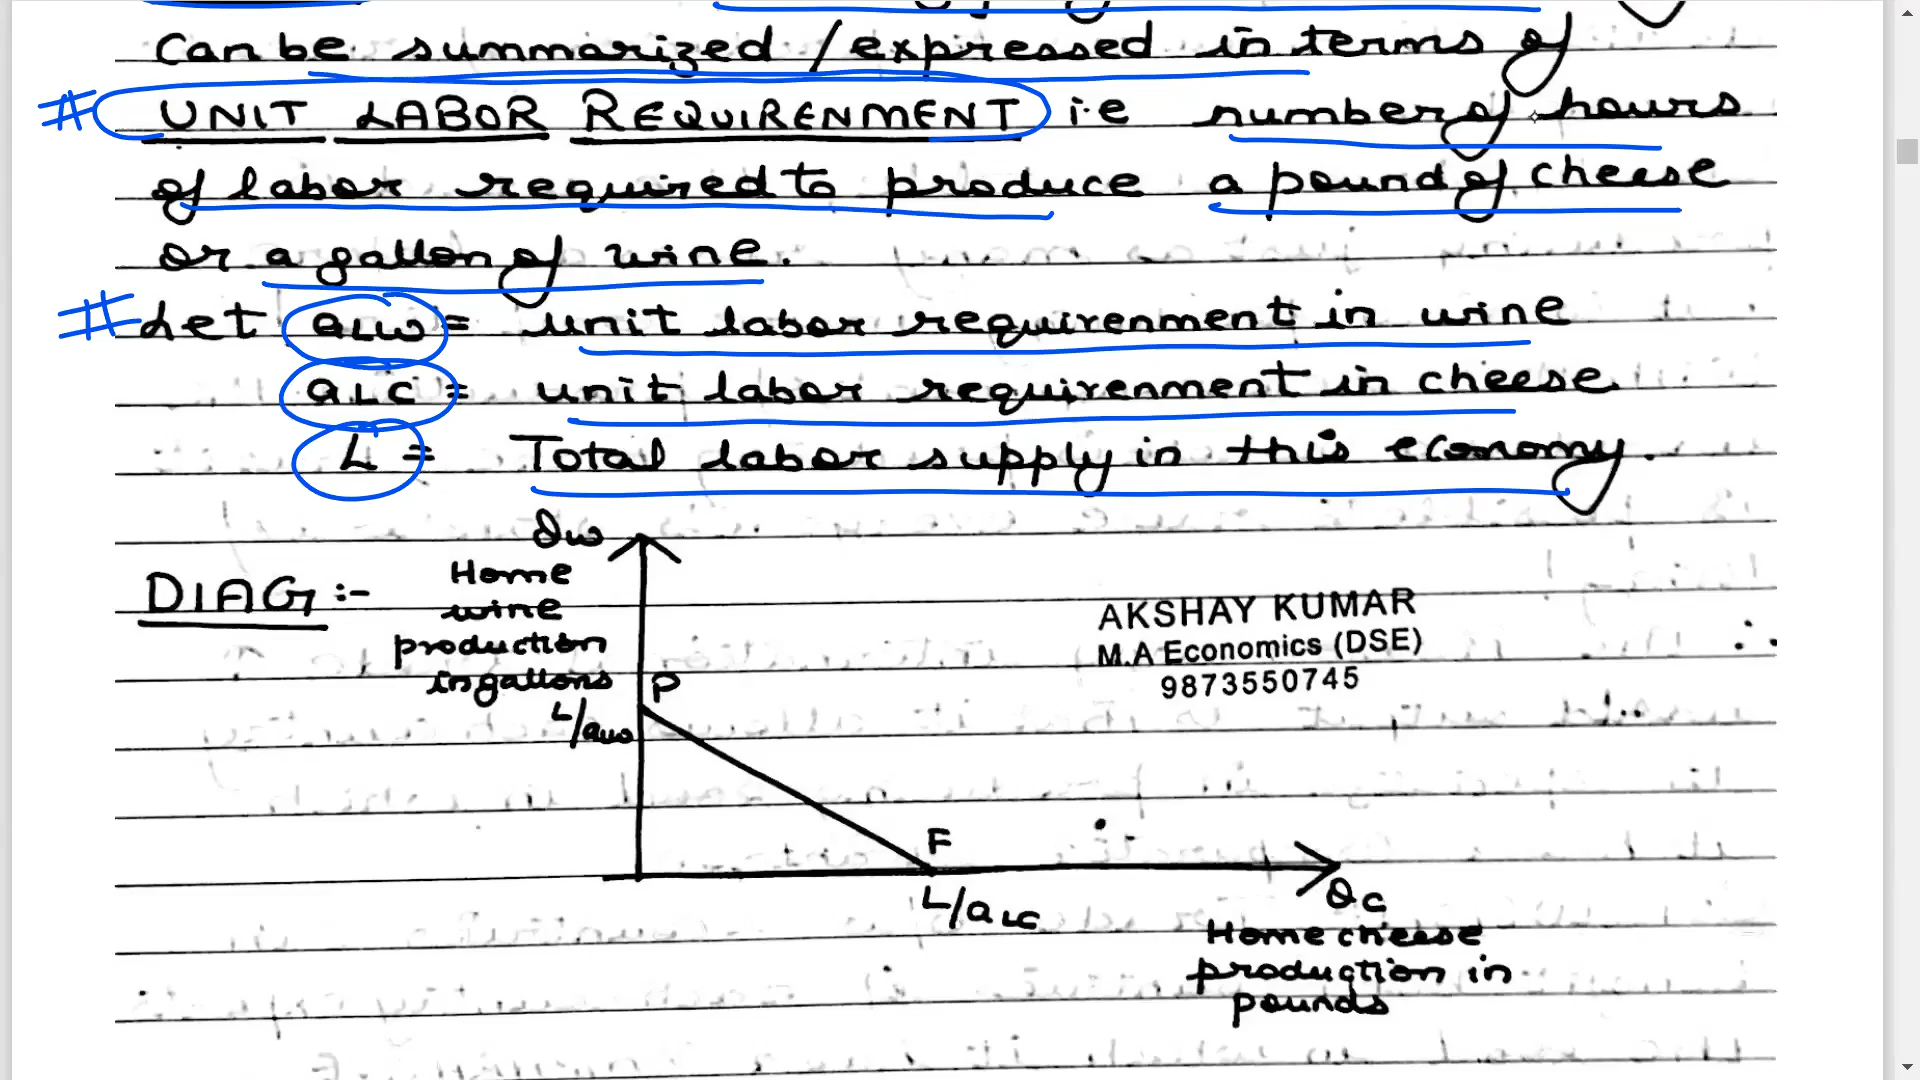 Can be summarized / expressed in terms of
# UNIT LABOR REQUIRENMENT i.e number of hours
of labor required to produce a pound of cheese
or a gallon of wine.
# Let aLW = unit labor requirenment in wine
aLC = unit labor requirenment in cheese
L = Total labor supply in this economy.
DIAG :-
Qw
Home
wine
production
in gallons
P
L/aLW
AKSHAY KUMAR
M.A Economics (DSE)
9873550745
F
L/aLC
Qc
Home cheese
production in
pounds